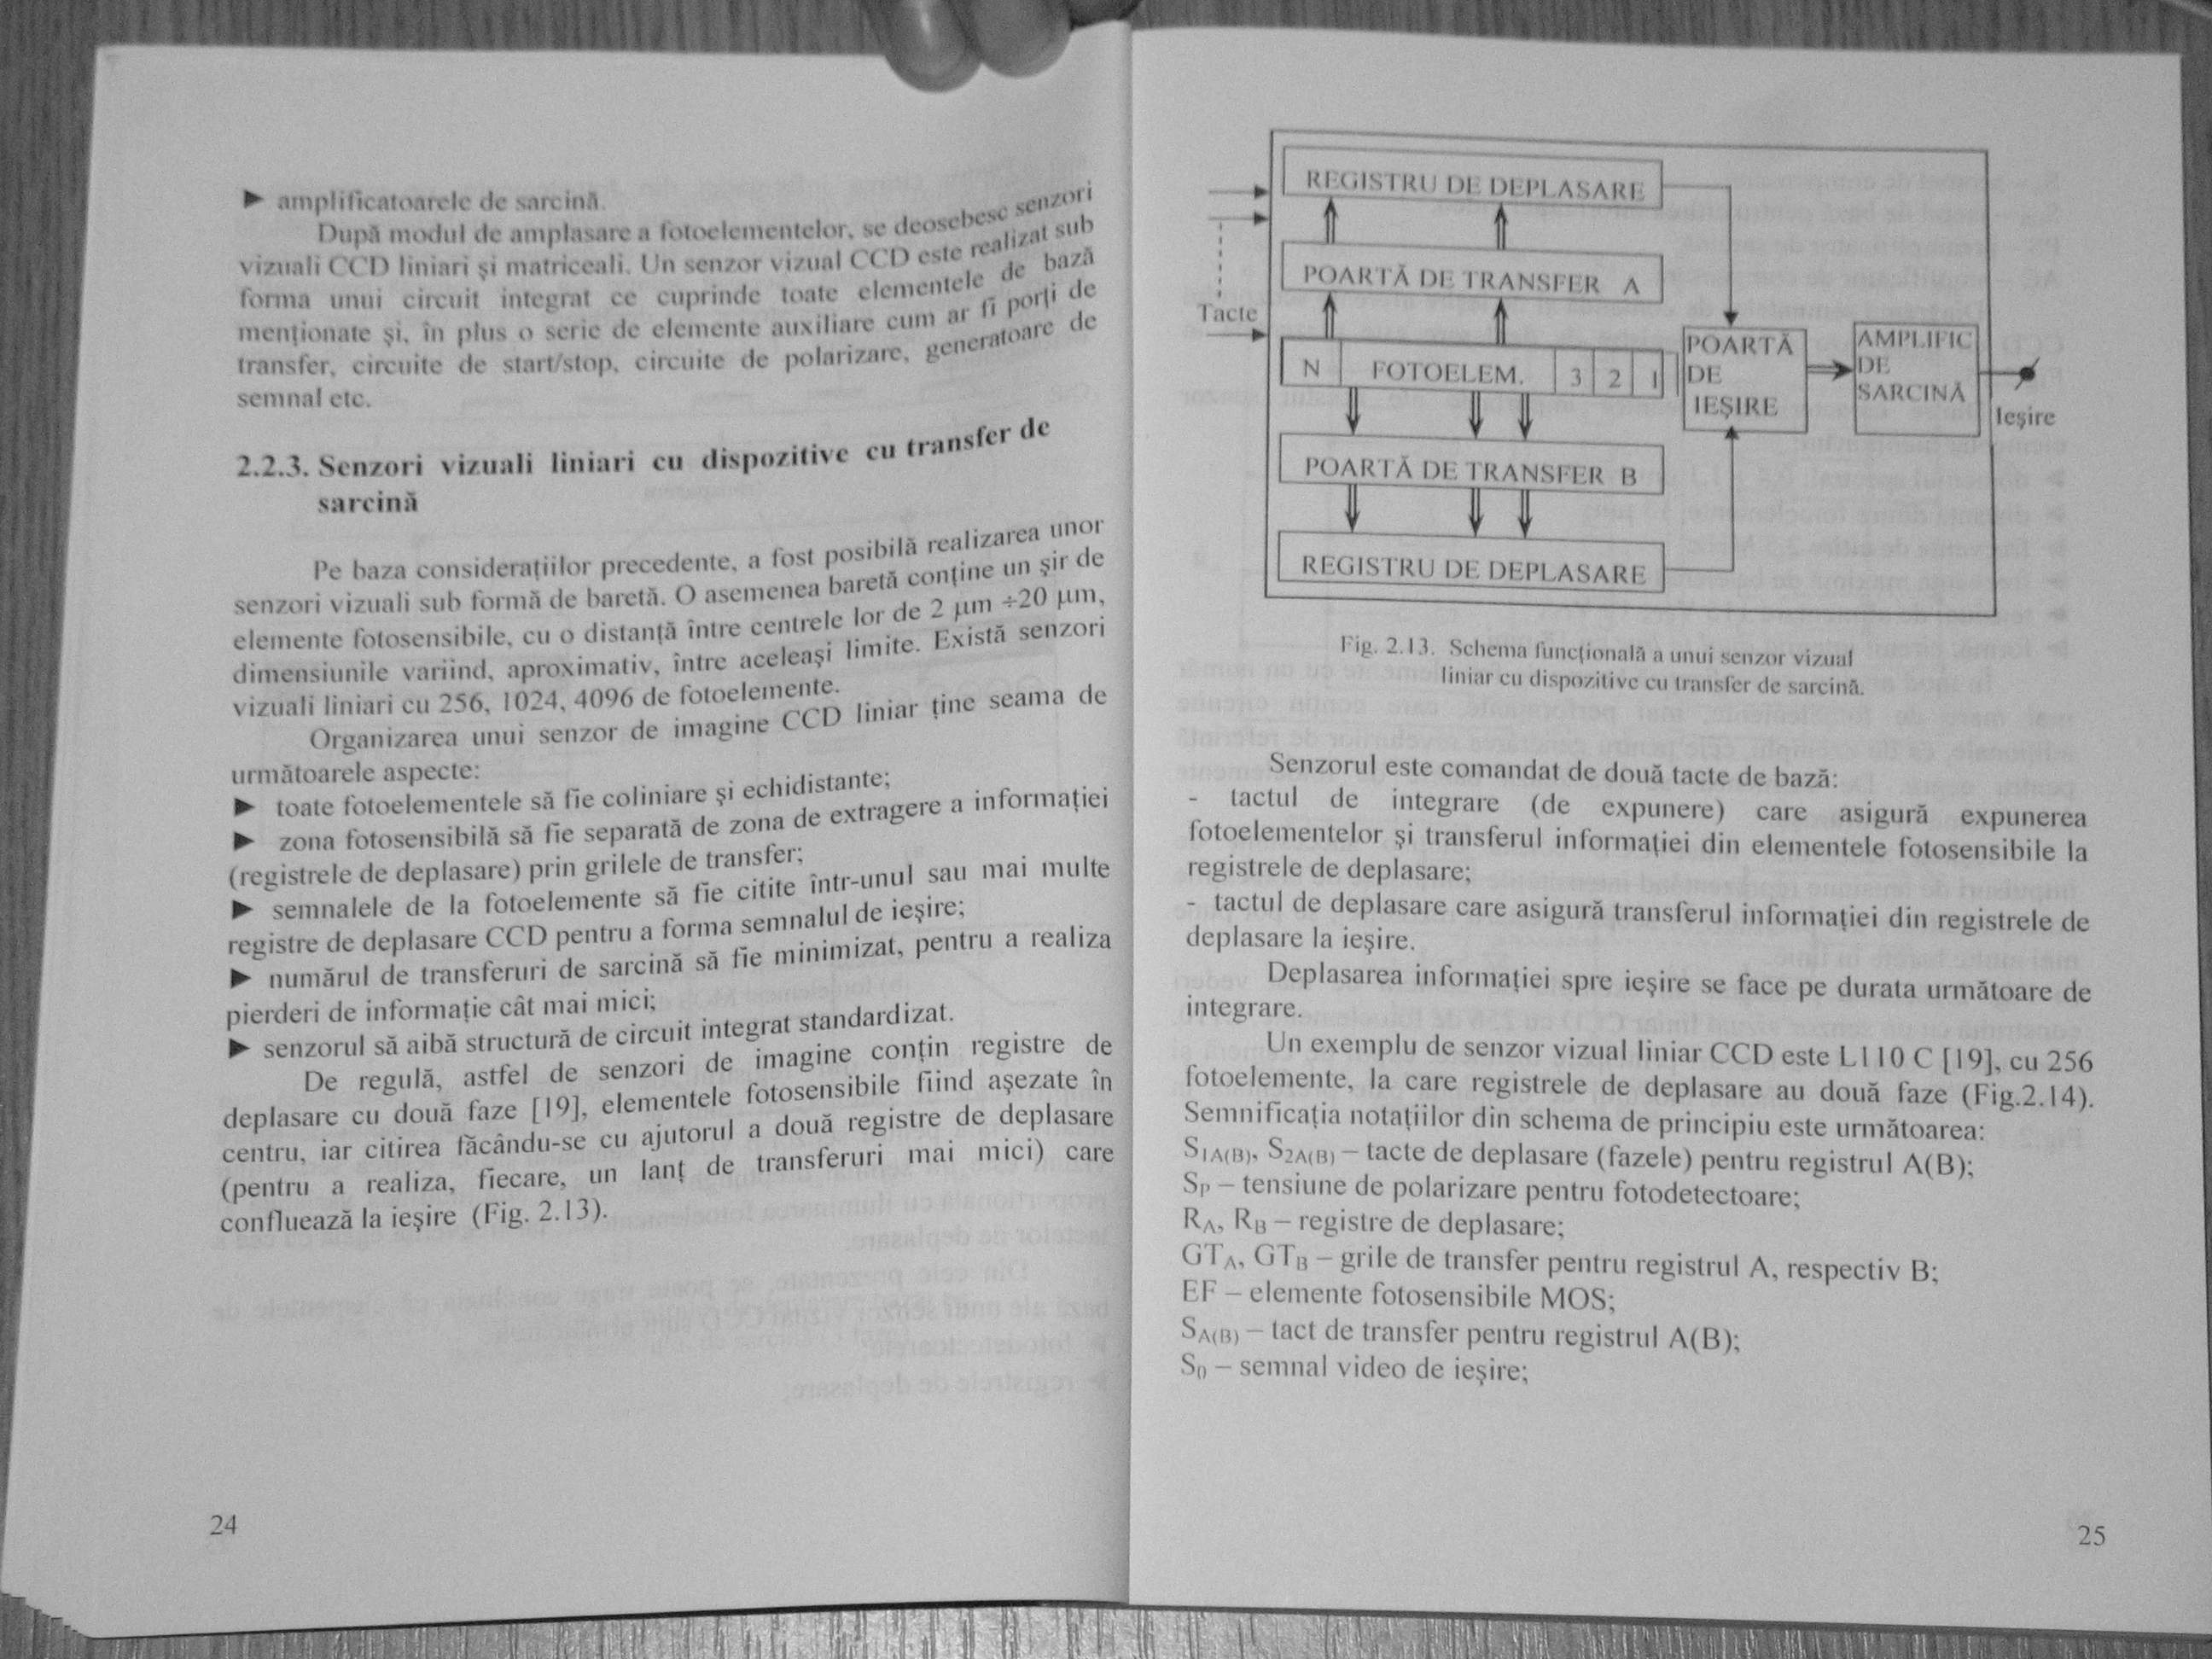 ► amplificatoarele de sarcină.
După modul de amplasare a fotoelementelor, se deosebesc senzori
vizuali CCD liniari şi matriceali. Un senzor vizual CCD este realizat sub
forma unui circuit integrat ce cuprinde toate elementele de bază
menţionate şi, în plus o serie de elemente auxiliare cum ar fi porţi de
transfer, circuite de start/stop, circuite de polarizare, generatoare de
semnal etc.
2.2.3. Senzori vizuali liniari cu dispozitive cu transfer de
sarcină
Pe baza consideraţiilor precedente, a fost posibilă realizarea unor
senzori vizuali sub formă de baretă. O asemenea baretă conţine un şir de
elemente fotosensibile, cu o distanţă între centrele lor de 2 μm ÷20 μm,
dimensiunile variind, aproximativ, între aceleaşi limite. Există senzori
vizuali liniari cu 256, 1024, 4096 de fotoelemente.
Organizarea unui senzor de imagine CCD liniar ţine seama de
următoarele aspecte:
► toate fotoelementele să fie coliniare şi echidistante;
► zona fotosensibilă să fie separată de zona de extragere a informaţiei
(registrele de deplasare) prin grilele de transfer;
► semnalele de la fotoelemente să fie citite într-unul sau mai multe
registre de deplasare CCD pentru a forma semnalul de ieşire;
► numărul de transferuri de sarcină să fie minimizat, pentru a realiza
pierderi de informaţie cât mai mici;
► senzorul să aibă structură de circuit integrat standardizat.
De regulă, astfel de senzori de imagine conţin registre de
deplasare cu două faze [19], elementele fotosensibile fiind aşezate în
centru, iar citirea făcându-se cu ajutorul a două registre de deplasare
(pentru a realiza, fiecare, un lanţ de transferuri mai mici) care
confluează la ieşire (Fig. 2.13).
24
REGISTRU DE DEPLASARE
POARTĂ DE TRANSFER A
Tacte
N FOTOELEM. 3 2 1
POARTĂ
DE
IEŞIRE
AMPLIFIC
DE
SARCINĂ
Ieşire
POARTĂ DE TRANSFER B
REGISTRU DE DEPLASARE
Fig. 2.13. Schema funcţională a unui senzor vizual
liniar cu dispozitive cu transfer de sarcină.
Senzorul este comandat de două tacte de bază:
- tactul de integrare (de expunere) care asigură expunerea
fotoelementelor şi transferul informaţiei din elementele fotosensibile la
registrele de deplasare;
- tactul de deplasare care asigură transferul informaţiei din registrele de
deplasare la ieşire.
Deplasarea informaţiei spre ieşire se face pe durata următoare de
integrare.
Un exemplu de senzor vizual liniar CCD este L110 C [19], cu 256
fotoelemente, la care registrele de deplasare au două faze (Fig.2.14).
Semnificaţia notaţiilor din schema de principiu este următoarea:
S1A(B), S2A(B) – tacte de deplasare (fazele) pentru registrul A(B);
SP – tensiune de polarizare pentru fotodetectoare;
RA, RB – registre de deplasare;
GTA, GTB – grile de transfer pentru registrul A, respectiv B;
EF – elemente fotosensibile MOS;
SA(B) – tact de transfer pentru registrul A(B);
S0 – semnal video de ieşire;
25